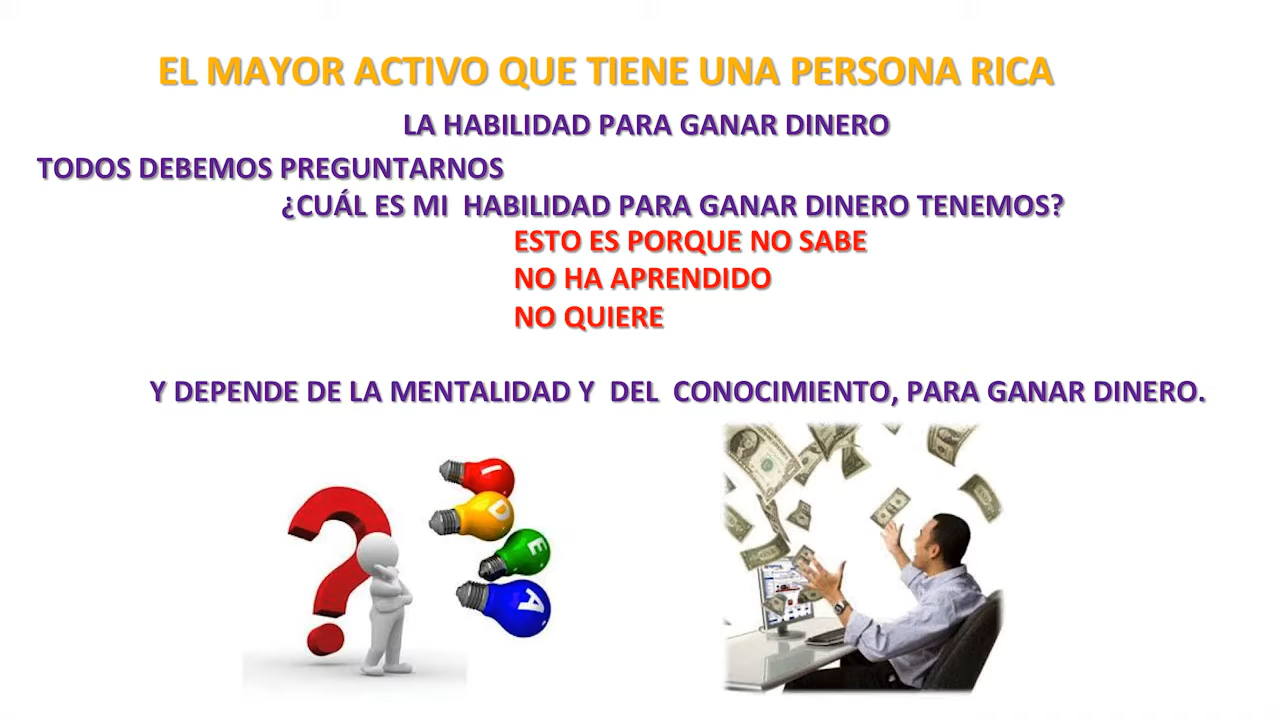 EL MAYOR ACTIVO QUE TIENE UNA PERSONA RICA
LA HABILIDAD PARA GANAR DINERO
TODOS DEBEMOS PREGUNTARNOS
¿CUÁL ES MI HABILIDAD PARA GANAR DINERO TENEMOS?
ESTO ES PORQUE NO SABE
NO HA APRENDIDO
NO QUIERE
Y DEPENDE DE LA MENTALIDAD Y DEL CONOCIMIENTO, PARA GANAR DINERO.
I
D
E
A